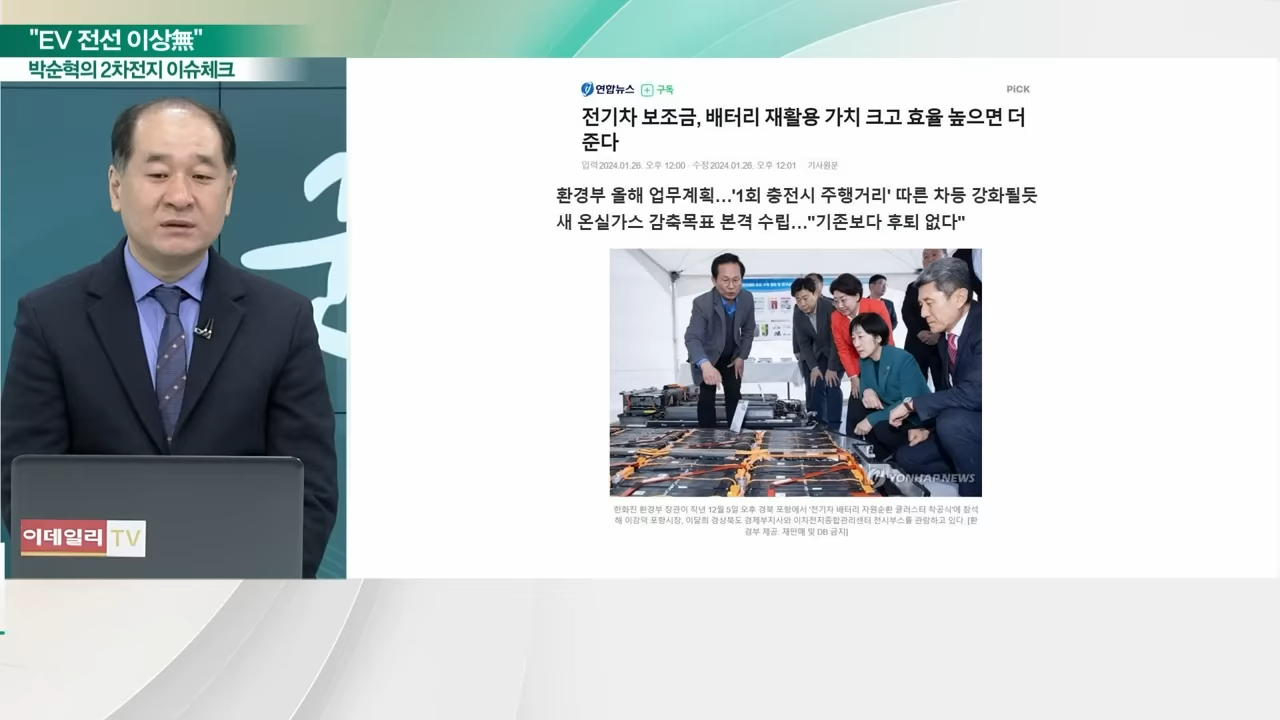 "EV 전선 이상無"
박순혁의 2차전지 이슈체크
연합뉴스 구독
PiCK
전기차 보조금, 배터리 재활용 가치 크고 효율 높으면 더
준다
입력 2024.01.26. 오후 12:00 · 수정 2024.01.26. 오후 12:01 기사원문
환경부 올해 업무계획…'1회 충전시 주행거리' 따른 차등 강화될듯
새 온실가스 감축목표 본격 수립…"기존보다 후퇴 없다"
YONHAP NEWS
한화진 환경부 장관이 작년 12월 5일 오후 경북 포항에서 '전기차 배터리 자원순환 클러스터 착공식'에 참석
해 이강덕 포항시장, 이달희 경상북도 경제부지사와 이차전지종합관리센터 전시부스를 관람하고 있다. [환
경부 제공. 재판매 및 DB 금지]
이데일리 TV